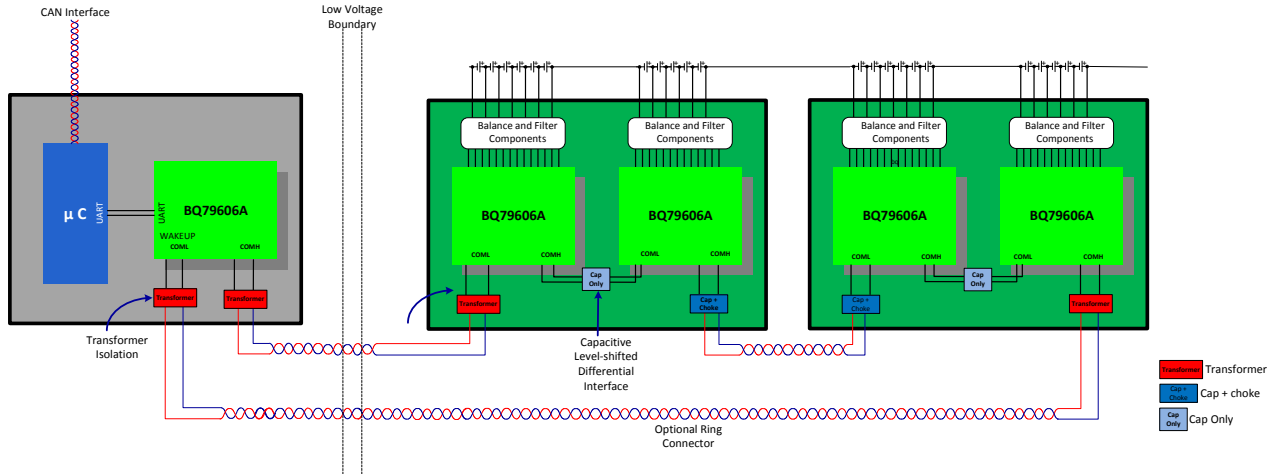 CAN Interface
Low Voltage
Boundary
Balance and Filter
Components
Balance and Filter
Components
Balance and Filter
Components
Balance and Filter
Components
µ C
UART
UART
BQ79606A
WAKEUP
COML
COMH
BQ79606A
COML
COMH
BQ79606A
COML
COMH
BQ79606A
COML
COMH
BQ79606A
COML
COMH
Cap
Only
Cap
Only
Transformer
Transformer
Transformer
Cap +
Choke
Cap +
Choke
Transformer
Transformer
Isolation
Capacitive
Level-shifted
Differential
Interface
Optional Ring
Connector
Transformer
Transformer
Cap +
Choke
Cap + choke
Cap
Only
Cap Only